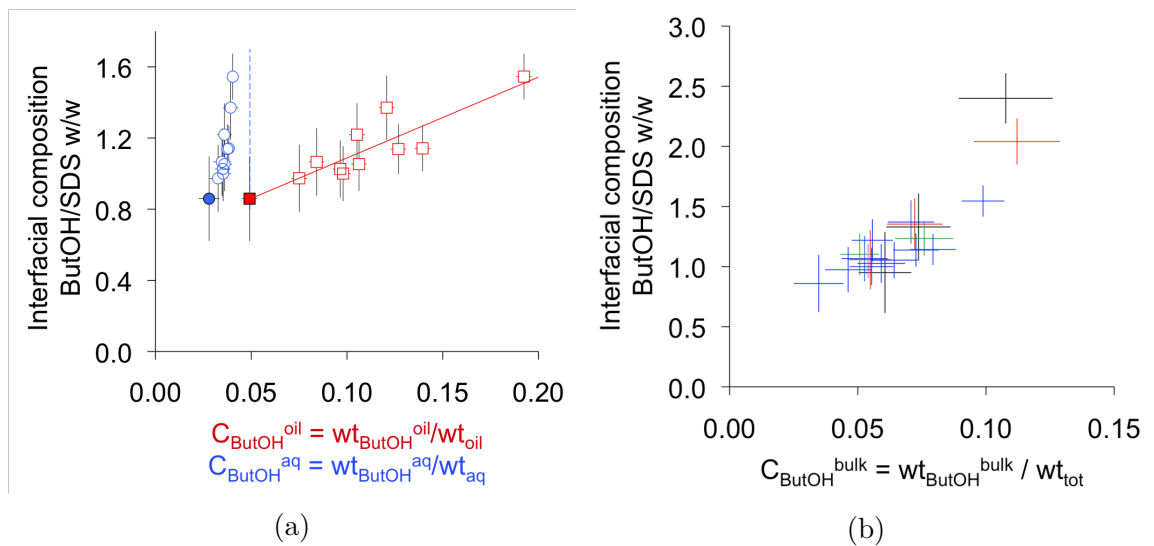 Interfacial composition
ButOH/SDS w/w
1.6
1.2
0.8
0.4
0.0
0.00 0.05 0.10 0.15 0.20
C_ButOH^oil = wt_ButOH^oil/wt_oil
C_ButOH^aq = wt_ButOH^aq/wt_aq
(a)
Interfacial composition
ButOH/SDS w/w
3.0
2.5
2.0
1.5
1.0
0.5
0.0
0.00 0.05 0.10 0.15
C_ButOH^bulk = wt_ButOH^bulk / wt_tot
(b)